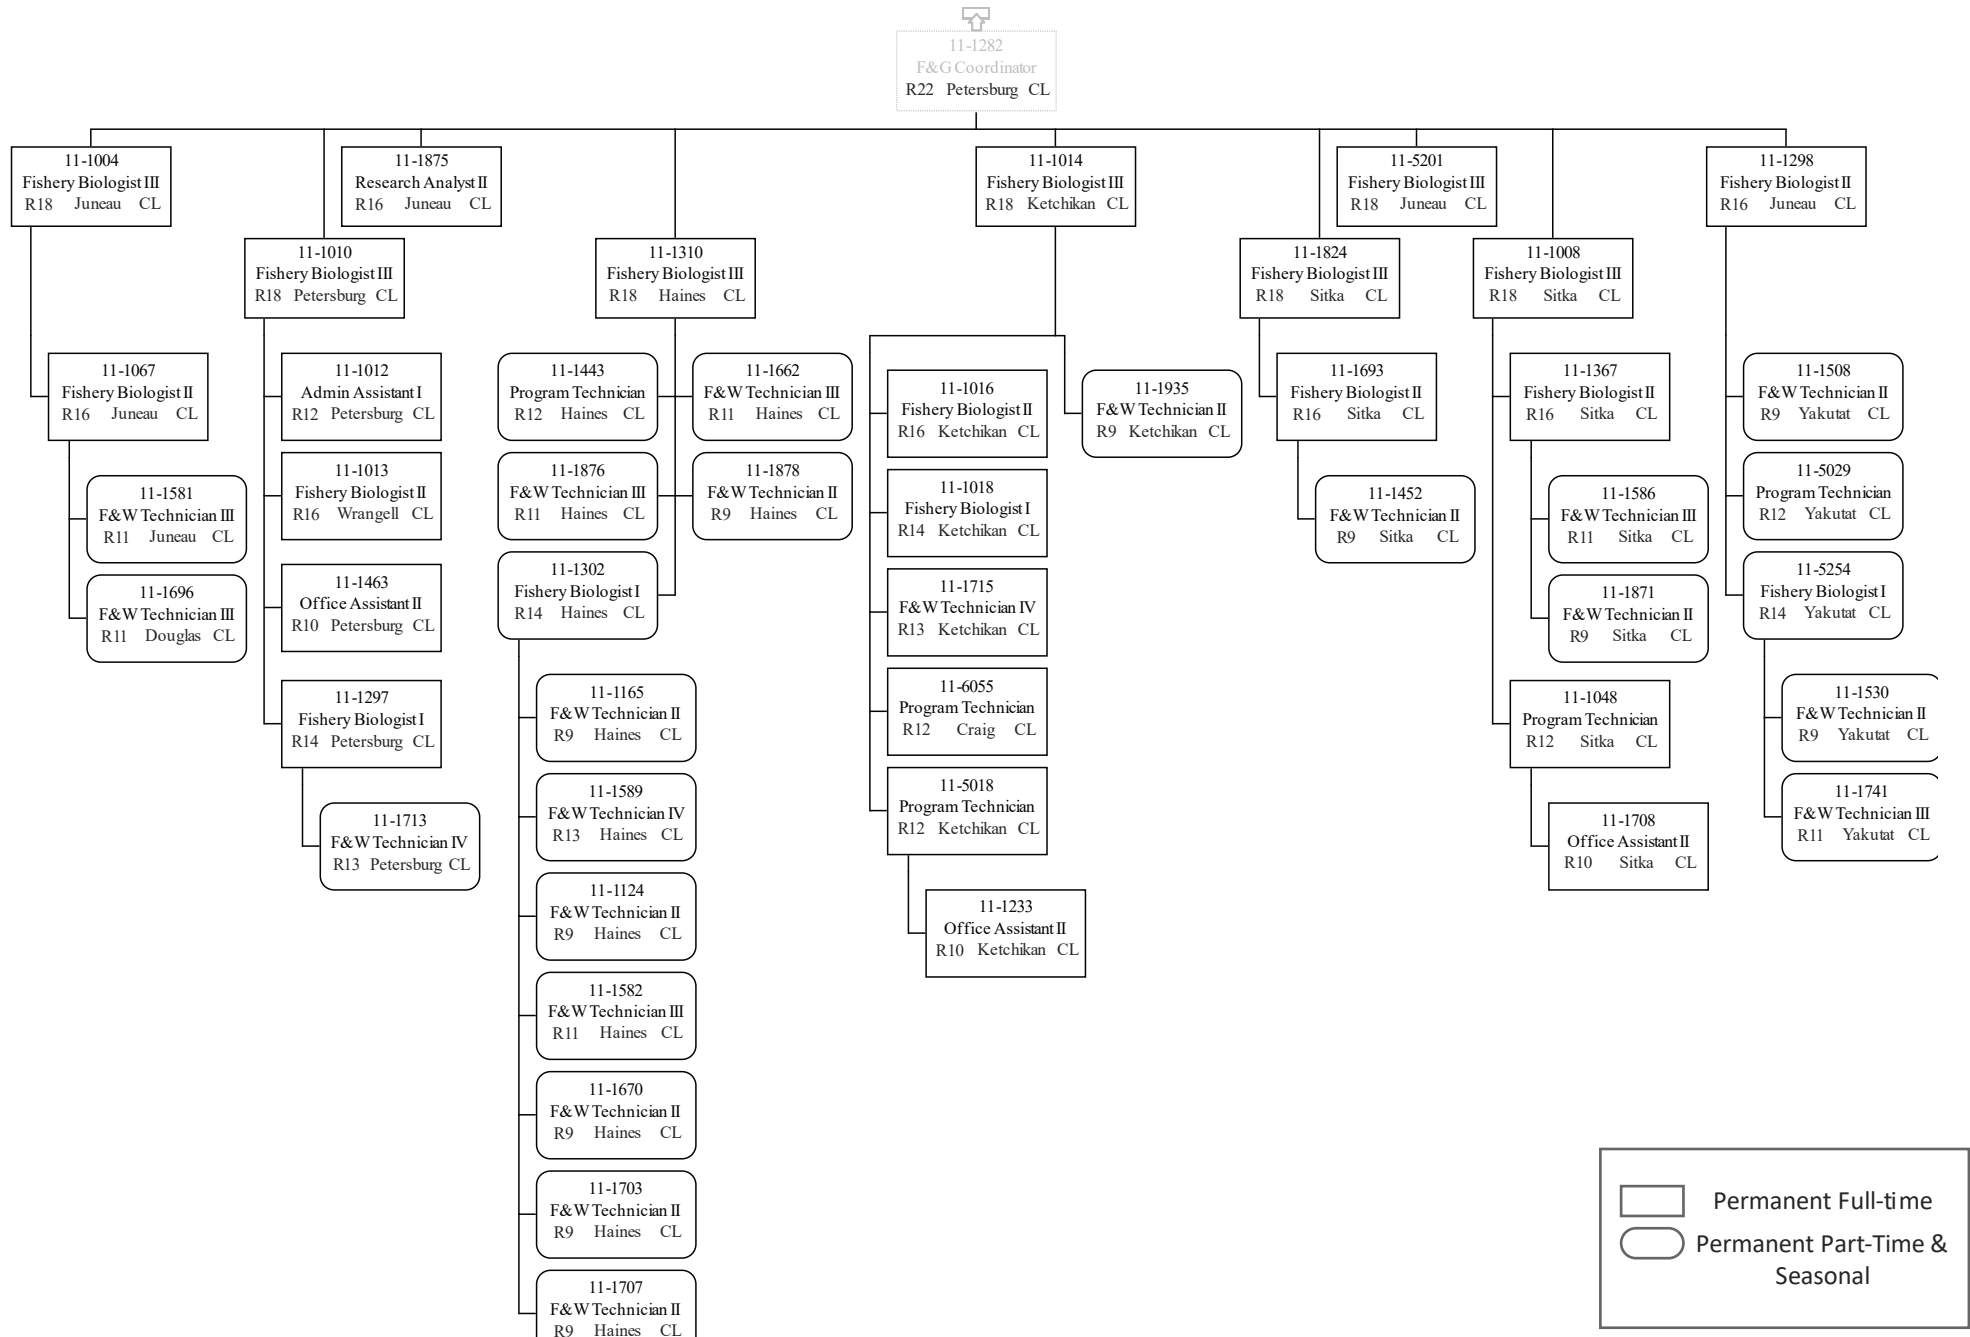 11-1282
F&G Coordinator
R22 Petersburg CL
11-1004
Fishery Biologist III
R18 Juneau CL
11-1875
Research Analyst II
R16 Juneau CL
11-1014
Fishery Biologist III
R18 Ketchikan CL
11-5201
Fishery Biologist III
R18 Juneau CL
11-1298
Fishery Biologist II
R16 Juneau CL
11-1010
Fishery Biologist III
R18 Petersburg CL
11-1310
Fishery Biologist III
R18 Haines CL
11-1824
Fishery Biologist III
R18 Sitka CL
11-1008
Fishery Biologist III
R18 Sitka CL
11-1067
Fishery Biologist II
R16 Juneau CL
11-1581
F&W Technician III
R11 Juneau CL
11-1696
F&W Technician III
R11 Douglas CL
11-1012
Admin Assistant I
R12 Petersburg CL
11-1013
Fishery Biologist II
R16 Wrangell CL
11-1463
Office Assistant II
R10 Petersburg CL
11-1297
Fishery Biologist I
R14 Petersburg CL
11-1713
F&W Technician IV
R13 Petersburg CL
11-1443
Program Technician
R12 Haines CL
11-1662
F&W Technician III
R11 Haines CL
11-1876
F&W Technician III
R11 Haines CL
11-1878
F&W Technician II
R9 Haines CL
11-1302
Fishery Biologist I
R14 Haines CL
11-1165
F&W Technician II
R9 Haines CL
11-1589
F&W Technician IV
R13 Haines CL
11-1124
F&W Technician II
R9 Haines CL
11-1582
F&W Technician III
R11 Haines CL
11-1670
F&W Technician II
R9 Haines CL
11-1703
F&W Technician II
R9 Haines CL
11-1707
F&W Technician II
R9 Haines CL
11-1016
Fishery Biologist II
R16 Ketchikan CL
11-1935
F&W Technician II
R9 Ketchikan CL
11-1018
Fishery Biologist I
R14 Ketchikan CL
11-1715
F&W Technician IV
R13 Ketchikan CL
11-6055
Program Technician
R12 Craig CL
11-5018
Program Technician
R12 Ketchikan CL
11-1233
Office Assistant II
R10 Ketchikan CL
11-1693
Fishery Biologist II
R16 Sitka CL
11-1452
F&W Technician II
R9 Sitka CL
11-1367
Fishery Biologist II
R16 Sitka CL
11-1586
F&W Technician III
R11 Sitka CL
11-1871
F&W Technician II
R9 Sitka CL
11-1048
Program Technician
R12 Sitka CL
11-1708
Office Assistant II
R10 Sitka CL
11-1508
F&W Technician II
R9 Yakutat CL
11-5029
Program Technician
R12 Yakutat CL
11-5254
Fishery Biologist I
R14 Yakutat CL
11-1530
F&W Technician II
R9 Yakutat CL
11-1741
F&W Technician III
R11 Yakutat CL
Permanent Full-time
Permanent Part-Time &
Seasonal